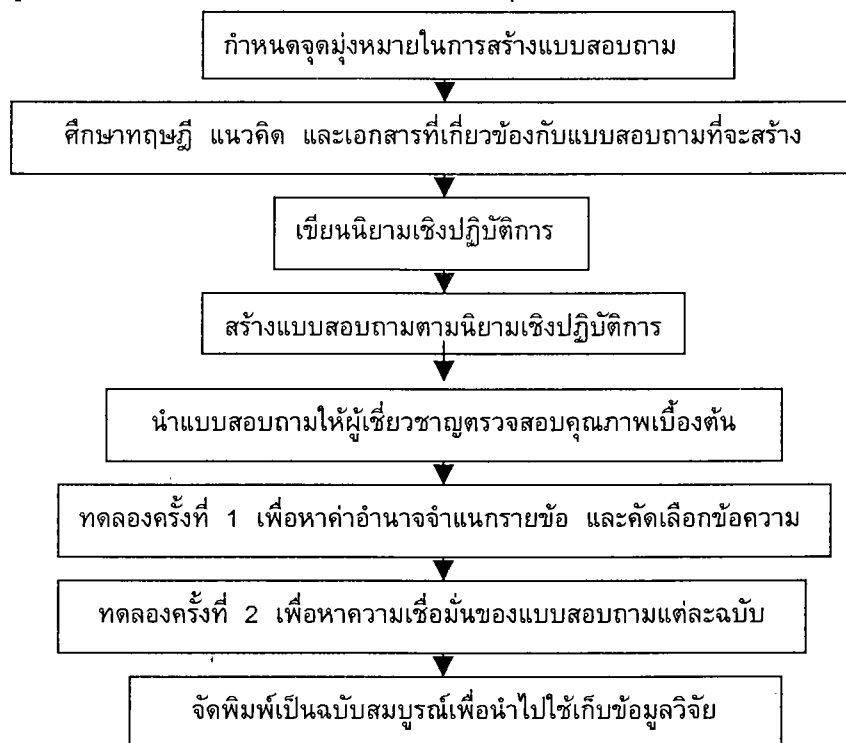 กำหนดจุดมุ่งหมายในการสร้างแบบสอบถาม
ศึกษาทฤษฎี แนวคิด และเอกสารที่เกี่ยวข้องกับแบบสอบถามที่จะสร้าง
เขียนนิยามเชิงปฏิบัติการ
สร้างแบบสอบถามตามนิยามเชิงปฏิบัติการ
นำแบบสอบถามให้ผู้เชี่ยวชาญตรวจสอบคุณภาพเบื้องต้น
ทดลองครั้งที่ 1 เพื่อหาค่าอำนาจจำแนกรายข้อ และคัดเลือกข้อความ
ทดลองครั้งที่ 2 เพื่อหาความเชื่อมั่นของแบบสอบถามแต่ละฉบับ
จัดพิมพ์เป็นฉบับสมบูรณ์เพื่อนำไปใช้เก็บข้อมูลวิจัย